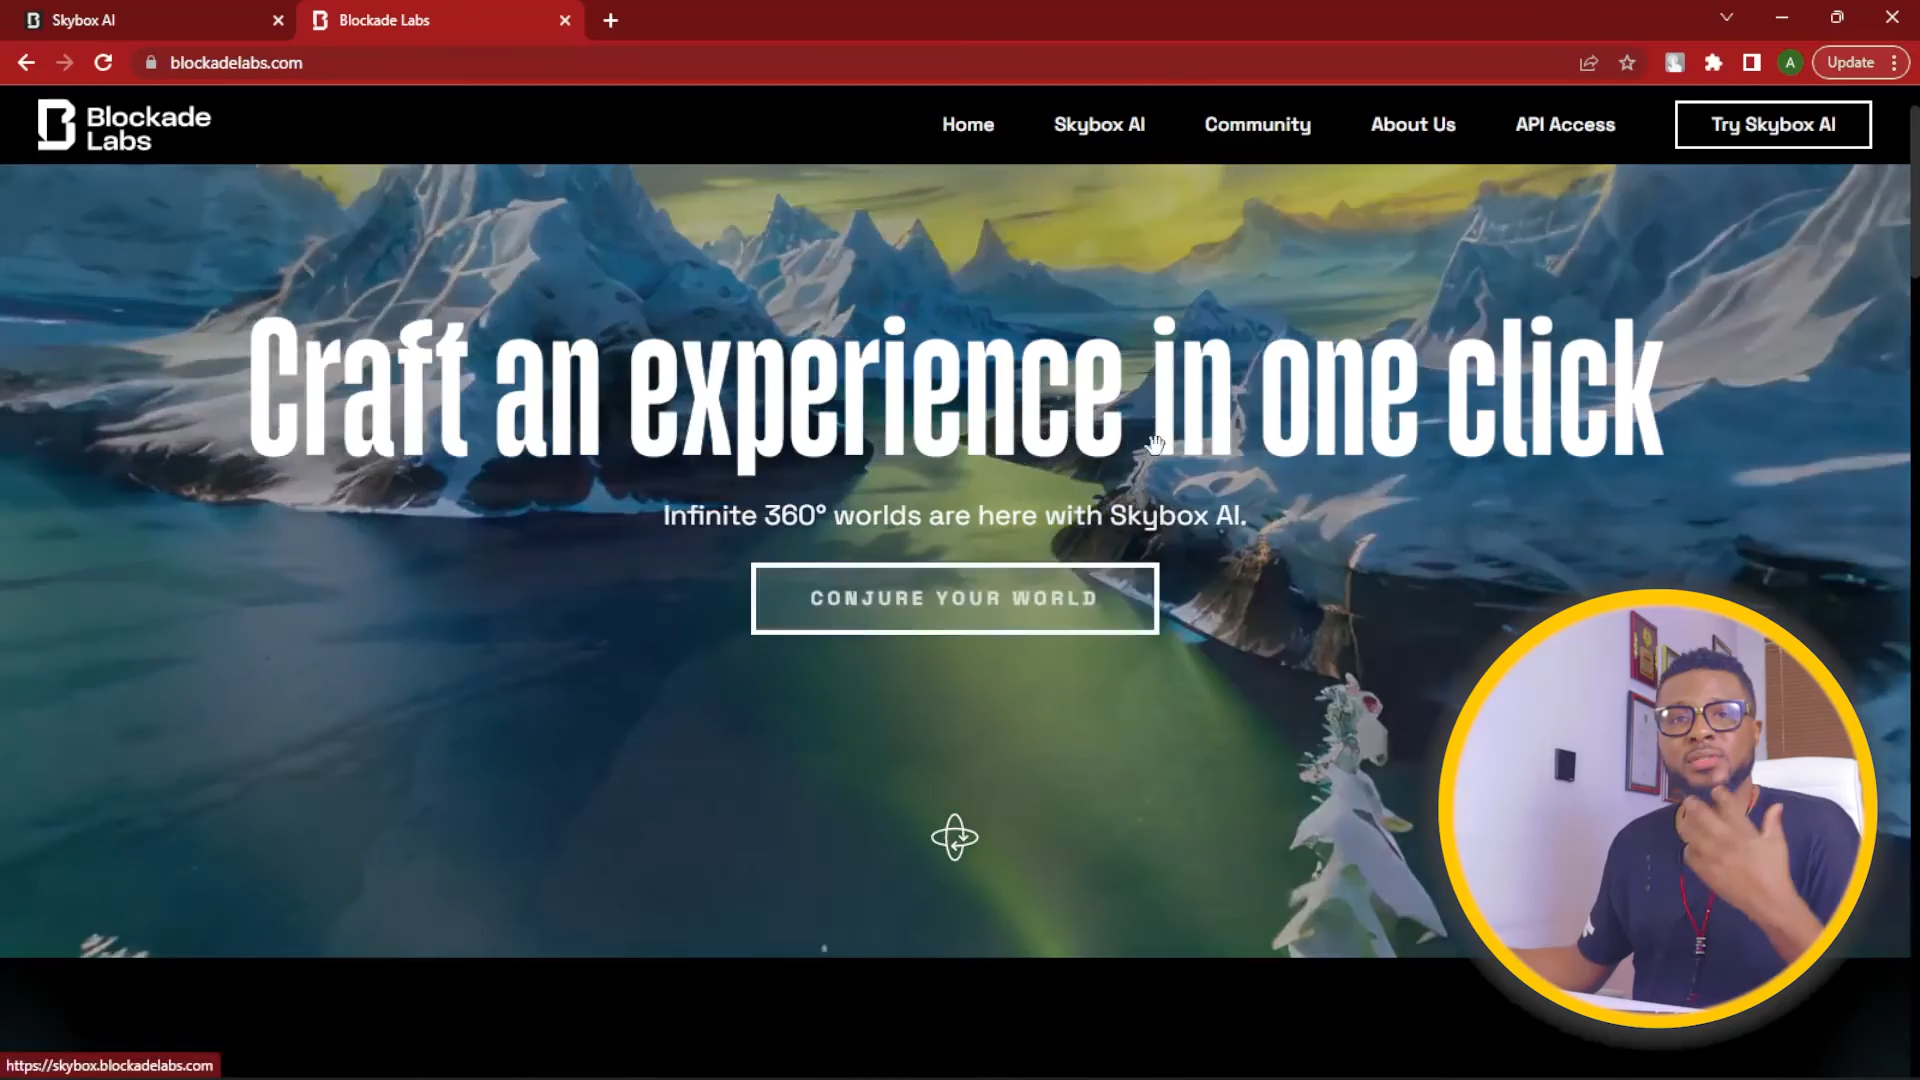 Skybox AI
Blockade Labs
blockadelabs.com
A
Update
Blockade
Labs
Home
Skybox AI
Community
About Us
API Access
Try Skybox AI
Craft an experience in one click
Infinite 360° worlds are here with Skybox AI.
CONJURE YOUR WORLD
https://skybox.blockadelabs.com